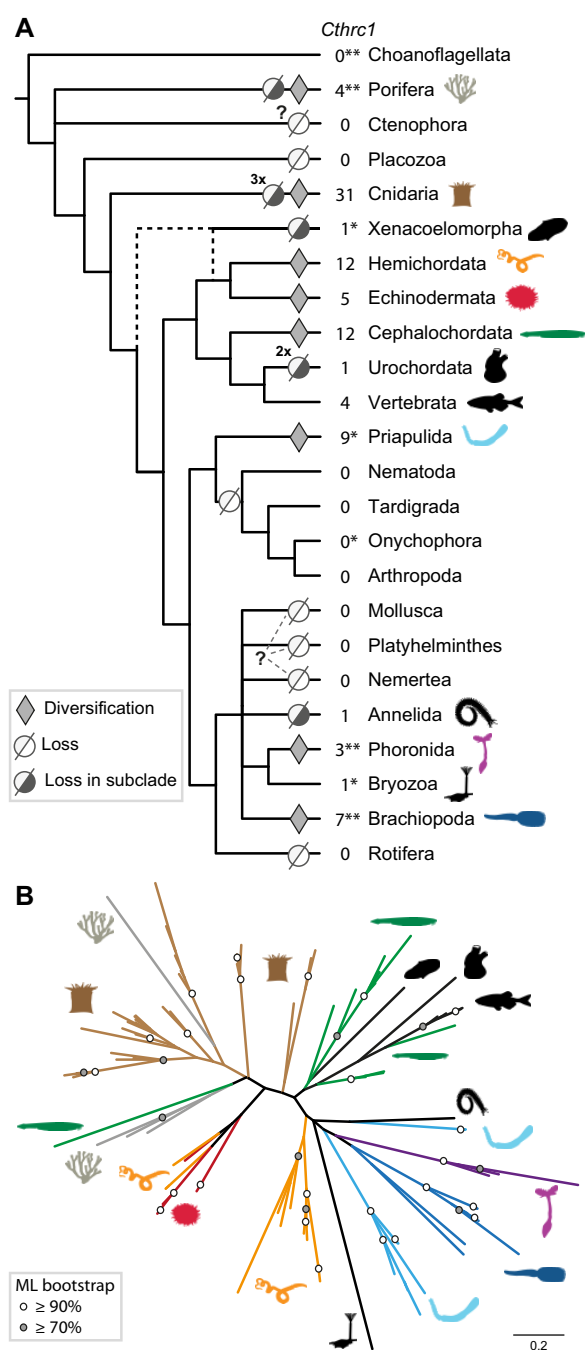 A
Cthrc1
0** Choanoflagellata
4** Porifera
?
0 Ctenophora
0 Placozoa
3x
31 Cnidaria
1* Xenacoelomorpha
12 Hemichordata
5 Echinodermata
12 Cephalochordata
2x
1 Urochordata
4 Vertebrata
9* Priapulida
0 Nematoda
0 Tardigrada
0* Onychophora
0 Arthropoda
0 Mollusca
0 Platyhelminthes
?
0 Nemertea
1 Annelida
3** Phoronida
1* Bryozoa
7** Brachiopoda
0 Rotifera
Diversification
Loss
Loss in subclade
B
ML bootstrap
≥ 90%
≥ 70%
0.2